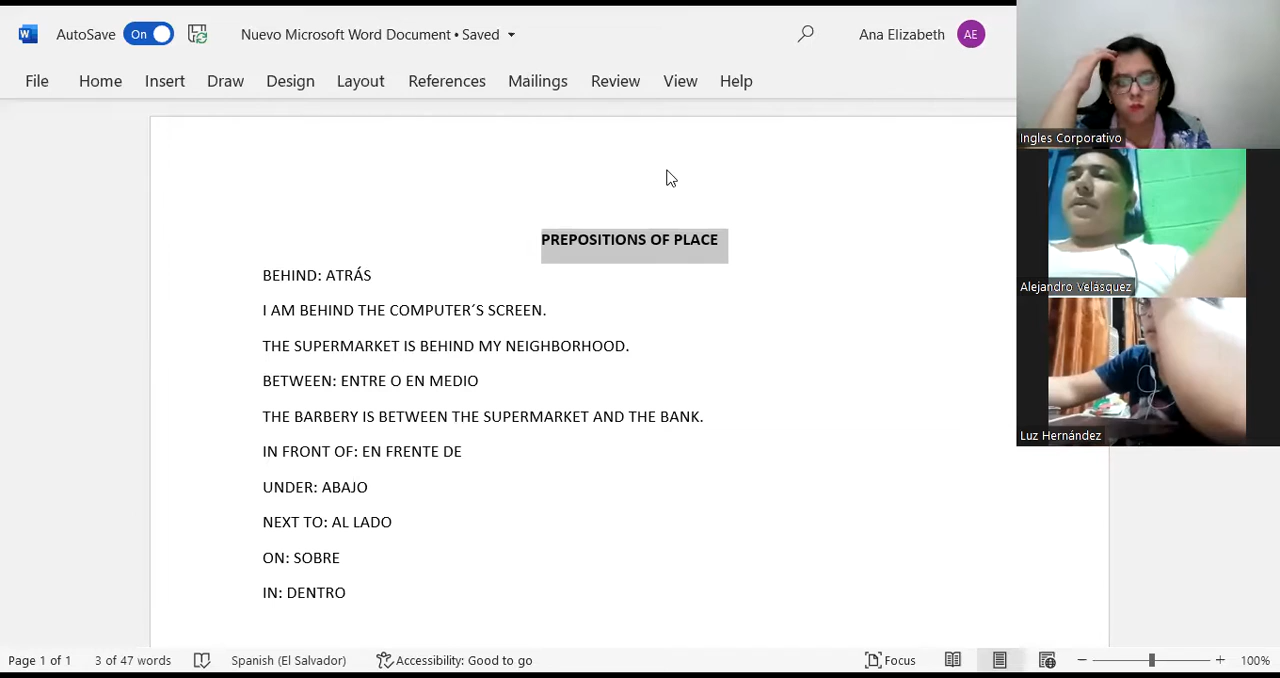 AutoSave On Nuevo Microsoft Word Document • Saved Ana Elizabeth AE
File Home Insert Draw Design Layout References Mailings Review View Help
Ingles Corporativo
Alejandro Velásquez
Luz Hernández
PREPOSITIONS OF PLACE
BEHIND: ATRÁS
I AM BEHIND THE COMPUTER´S SCREEN.
THE SUPERMARKET IS BEHIND MY NEIGHBORHOOD.
BETWEEN: ENTRE O EN MEDIO
THE BARBERY IS BETWEEN THE SUPERMARKET AND THE BANK.
IN FRONT OF: EN FRENTE DE
UNDER: ABAJO
NEXT TO: AL LADO
ON: SOBRE
IN: DENTRO
Page 1 of 1 3 of 47 words Spanish (El Salvador) Accessibility: Good to go Focus 100%